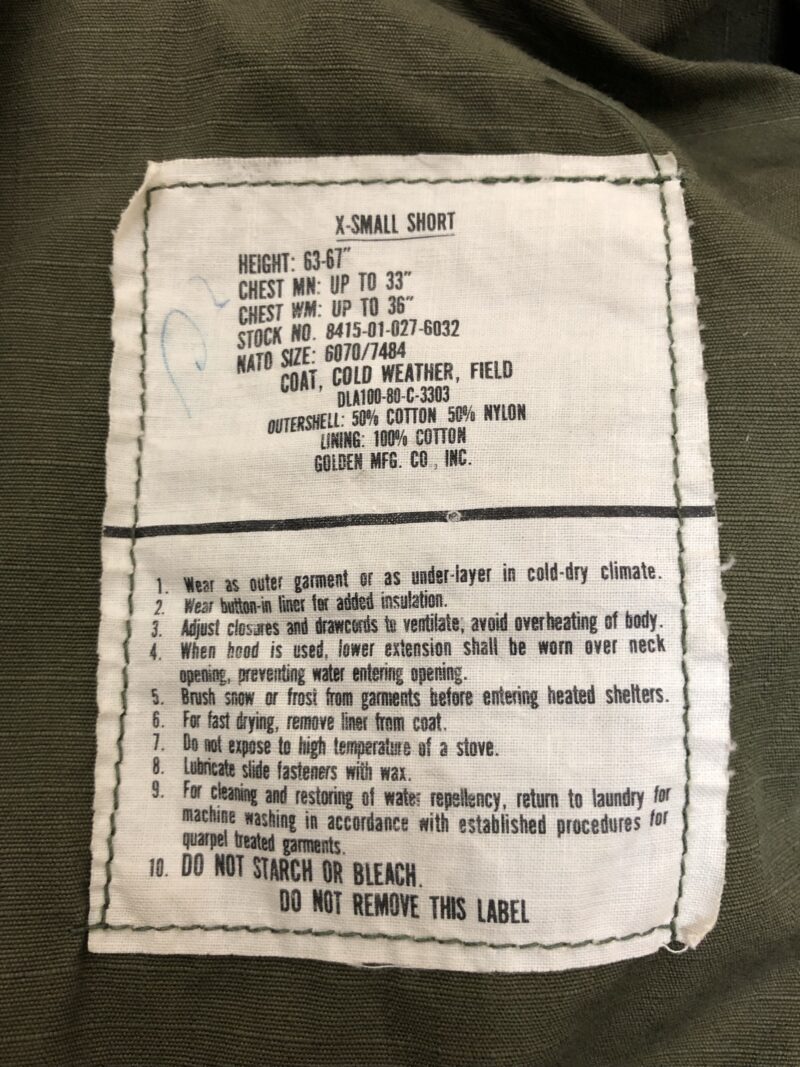 X-SMALL SHORT
HEIGHT: 63-67"
CHEST MN: UP TO 33"
CHEST WM: UP TO 36"
STOCK NO. 8415-01-027-6032
NATO SIZE: 6070/7484
COAT, COLD WEATHER, FIELD
DLA100-80-C-3303
OUTERSHELL: 50% COTTON 50% NYLON
LINING: 100% COTTON
GOLDEN MFG. CO., INC.
1. Wear as outer garment or as under-layer in cold-dry climate.
2. Wear button-in liner for added insulation.
3. Adjust closures and drawcords to ventilate, avoid overheating of body.
4. When hood is used, lower extension shall be worn over neck
opening, preventing water entering opening.
5. Brush snow or frost from garments before entering heated shelters.
6. For fast drying, remove liner from coat.
7. Do not expose to high temperature of a stove.
8. Lubricate slide fasteners with wax.
9. For cleaning and restoring of water repellency, return to laundry for
machine washing in accordance with established procedures for
quarpel treated garments.
10. DO NOT STARCH OR BLEACH.
DO NOT REMOVE THIS LABEL